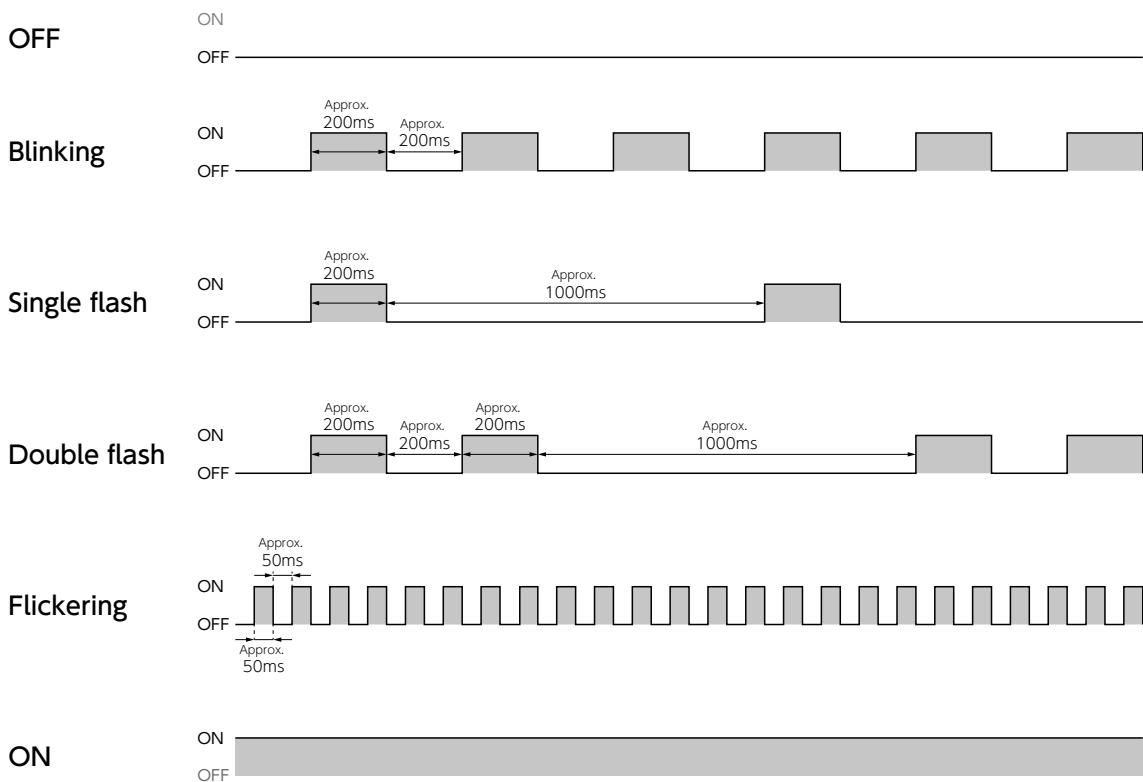 ON
OFF
OFF
Approx.
200ms
Approx.
200ms
ON
Blinking
OFF
Approx.
200ms
Approx.
1000ms
ON
Single flash
OFF
Approx.
200ms
Approx.
200ms
Approx.
200ms
Approx.
1000ms
ON
Double flash
OFF
Approx.
50ms
ON
Flickering
OFF
Approx.
50ms
ON
ON
OFF